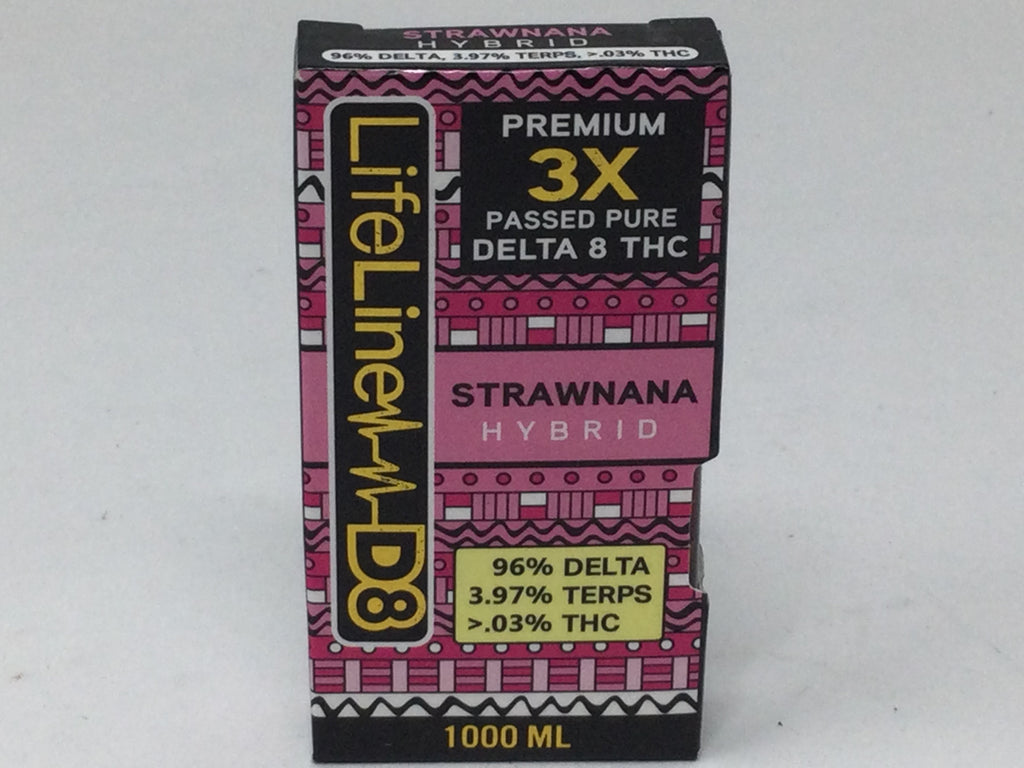 STRAWNANA
HYBRID
96% DELTA, 3.97% TERPS, >.03% THC
LifeLine D8
PREMIUM
3X
PASSED PURE
DELTA 8 THC
STRAWNANA
HYBRID
96% DELTA
3.97% TERPS
>.03% THC
1000 ML